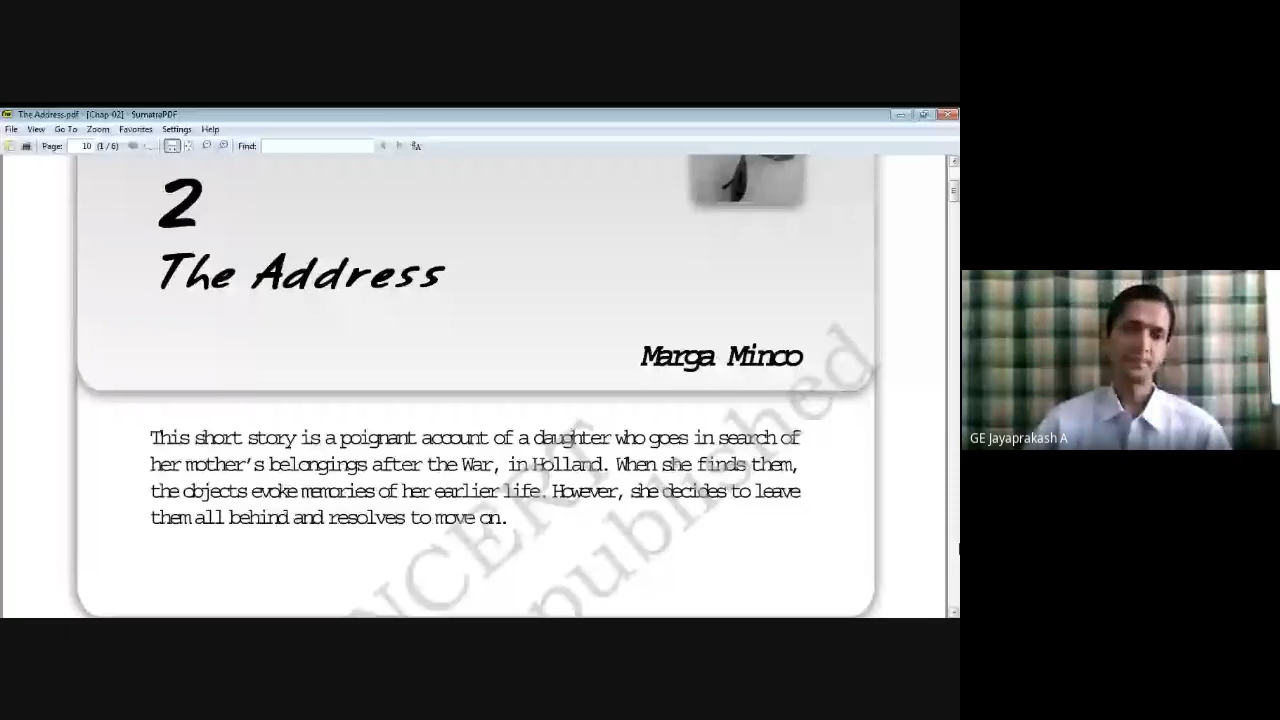 The Address.pdf - [Chap-02] - SumatraPDF
File View Go To Zoom Favorites Settings Help
Page: 10 (1 / 6) Find:
2
The Address
Marga Minco
This short story is a poignant account of a daughter who goes in search of
her mother's belongings after the War, in Holland. When she finds them,
the objects evoke memories of her earlier life. However, she decides to leave
them all behind and resolves to move on.
NCERT
published
GE Jayaprakash A